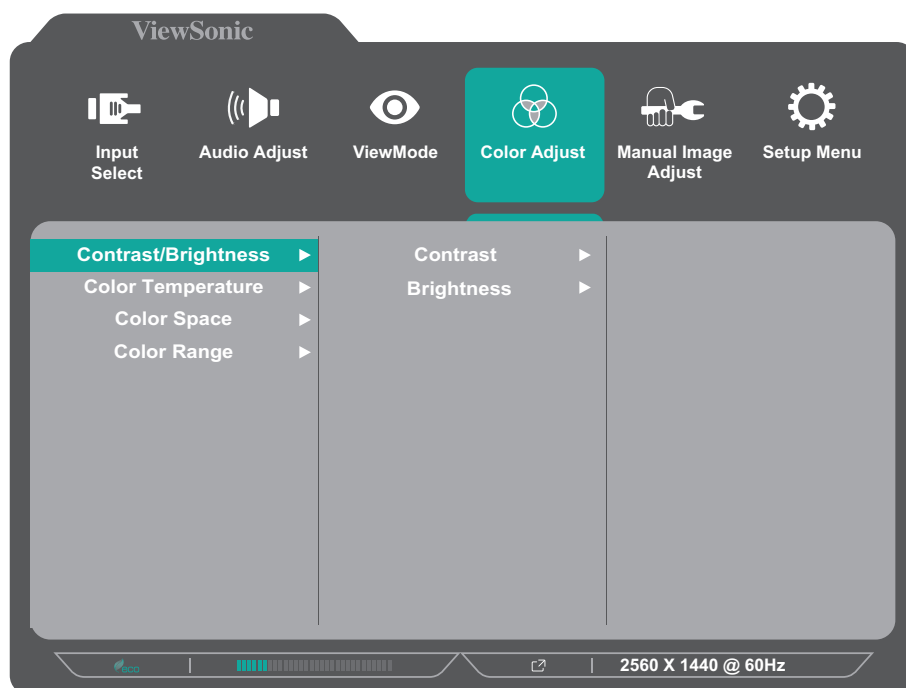 ViewSonic
Input Select
Audio Adjust
ViewMode
Color Adjust
Manual Image Adjust
Setup Menu
Contrast/Brightness
Contrast
Color Temperature
Brightness
Color Space
Color Range
eco
2560 X 1440 @ 60Hz